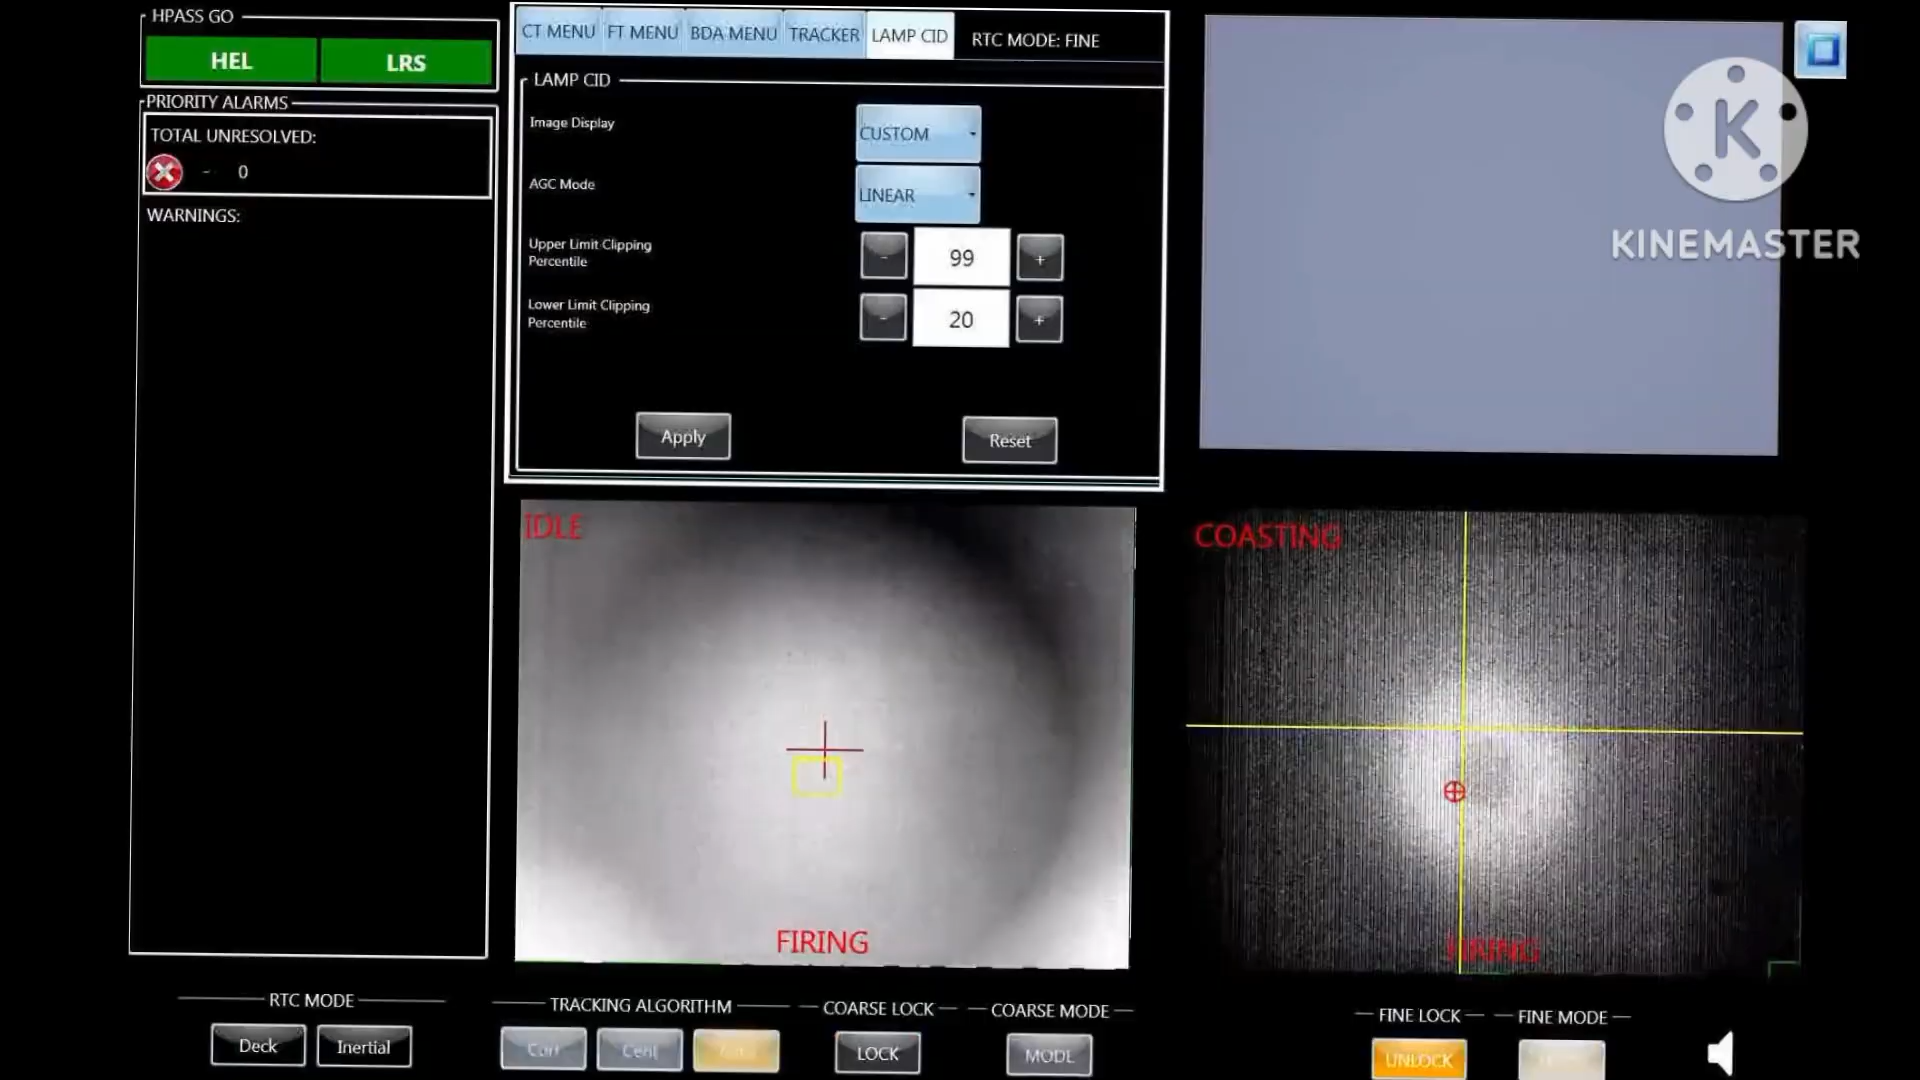 HPASS GO
HEL
LRS
PRIORITY ALARMS
TOTAL UNRESOLVED:
- 0
WARNINGS:
CT MENU
FT MENU
BDA MENU
TRACKER
LAMP CID
RTC MODE: FINE
LAMP CID
Image Display
CUSTOM
AGC Mode
LINEAR
Upper Limit Clipping
Percentile
-
99
+
Lower Limit Clipping
Percentile
-
20
+
Apply
Reset
K
KINEMASTER
IDLE
FIRING
COASTING
FIRING
RTC MODE
Deck
Inertial
TRACKING ALGORITHM
Cent
COARSE LOCK
LOCK
COARSE MODE
MODL
FINE LOCK
UNLOCK
FINE MODE